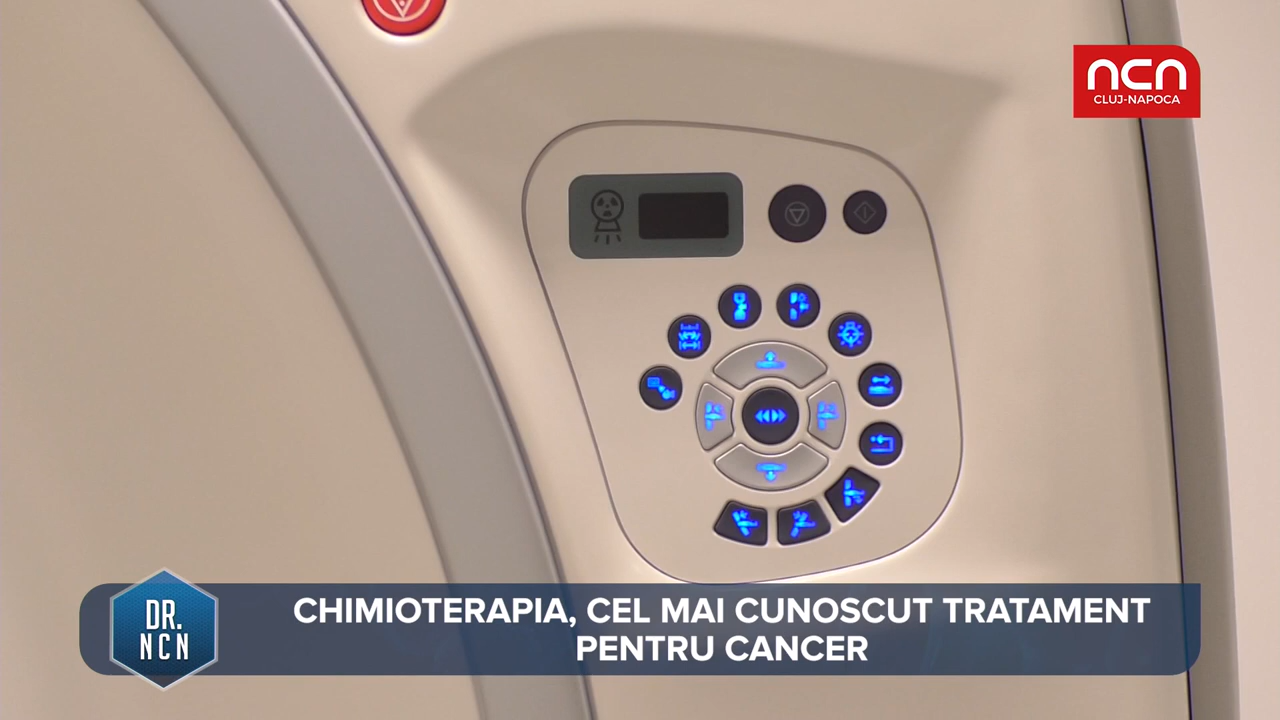 ncn
CLUJ-NAPOCA
DR.
NCN
CHIMIOTERAPIA, CEL MAI CUNOSCUT TRATAMENT
PENTRU CANCER